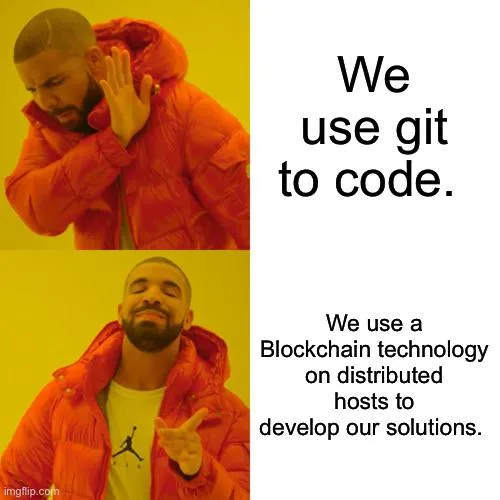 We
use git
to code.
We use a
Blockchain technology
on distributed
hosts to
develop our solutions.
imgflip.com